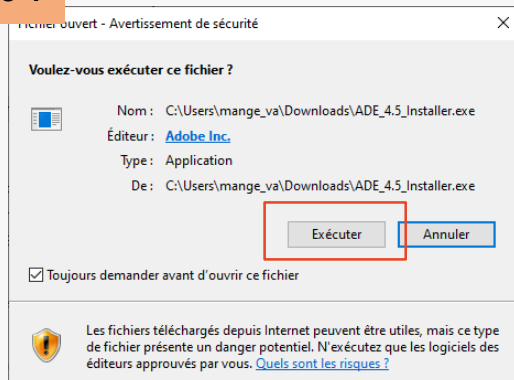 Fichier ouvert - Avertissement de sécurité
Voulez-vous exécuter ce fichier ?
Nom : C:\Users\mange_va\Downloads\ADE_4.5_Installer.exe
Éditeur : Adobe Inc.
Type : Application
De : C:\Users\mange_va\Downloads\ADE_4.5_Installer.exe
Exécuter Annuler
Toujours demander avant d'ouvrir ce fichier
Les fichiers téléchargés depuis Internet peuvent être utiles, mais ce type
de fichier présente un danger potentiel. N'exécutez que les logiciels des
éditeurs approuvés par vous. Quels sont les risques ?